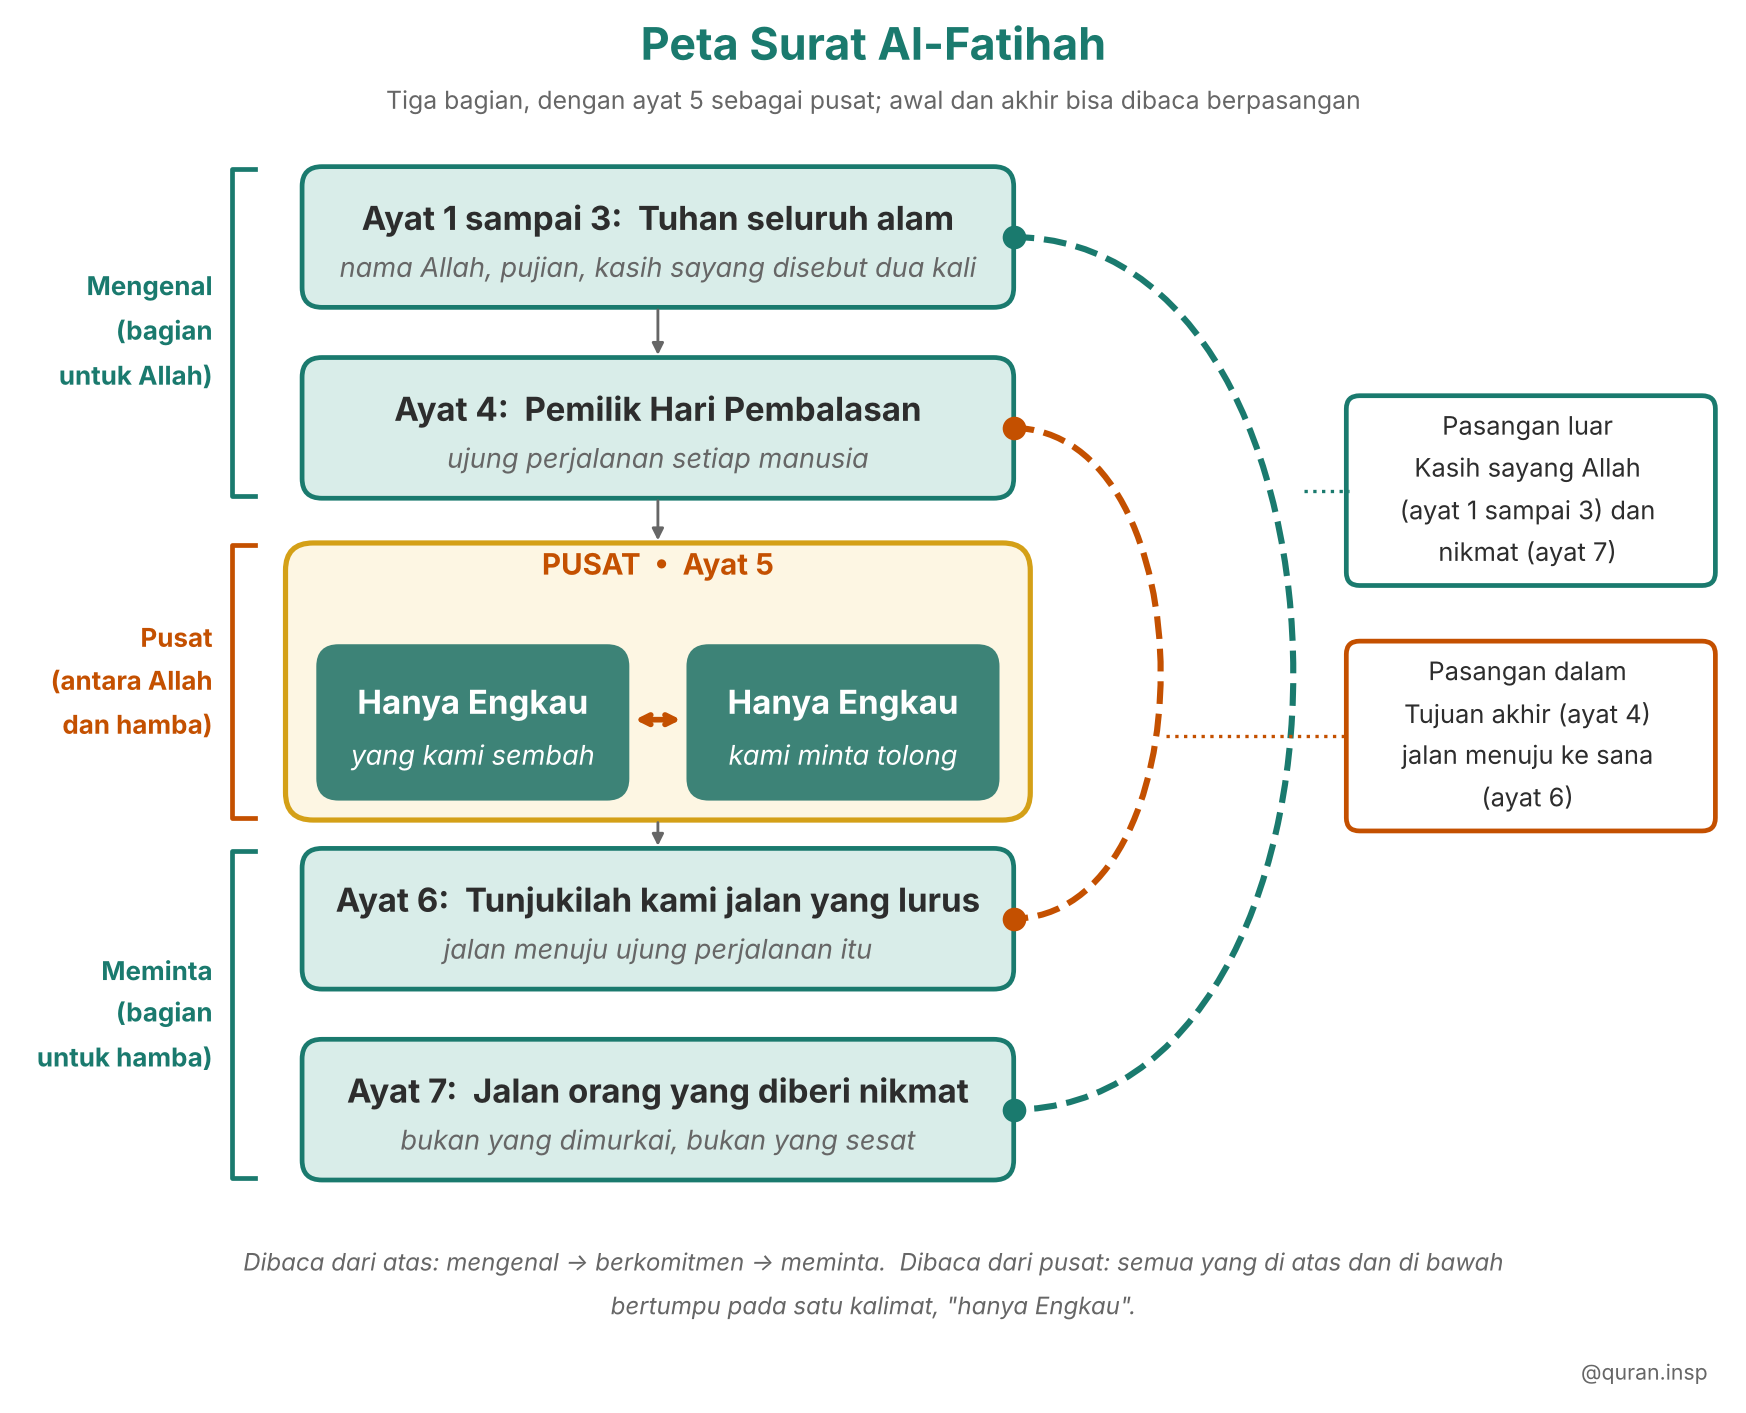 Peta Surat Al-Fatihah
Tiga bagian, dengan ayat 5 sebagai pusat; awal dan akhir bisa dibaca berpasangan
Mengenal
(bagian
untuk Allah)
Ayat 1 sampai 3: Tuhan seluruh alam
nama Allah, pujian, kasih sayang disebut dua kali
Ayat 4: Pemilik Hari Pembalasan
ujung perjalanan setiap manusia
Pusat
(antara Allah
dan hamba)
PUSAT • Ayat 5
Hanya Engkau
yang kami sembah
Hanya Engkau
kami minta tolong
Meminta
(bagian
untuk hamba)
Ayat 6: Tunjukilah kami jalan yang lurus
jalan menuju ujung perjalanan itu
Ayat 7: Jalan orang yang diberi nikmat
bukan yang dimurkai, bukan yang sesat
Pasangan luar
Kasih sayang Allah
(ayat 1 sampai 3) dan
nikmat (ayat 7)
Pasangan dalam
Tujuan akhir (ayat 4)
jalan menuju ke sana
(ayat 6)
Dibaca dari atas: mengenal → berkomitmen → meminta. Dibaca dari pusat: semua yang di atas dan di bawah
bertumpu pada satu kalimat, "hanya Engkau".
@quran.insp